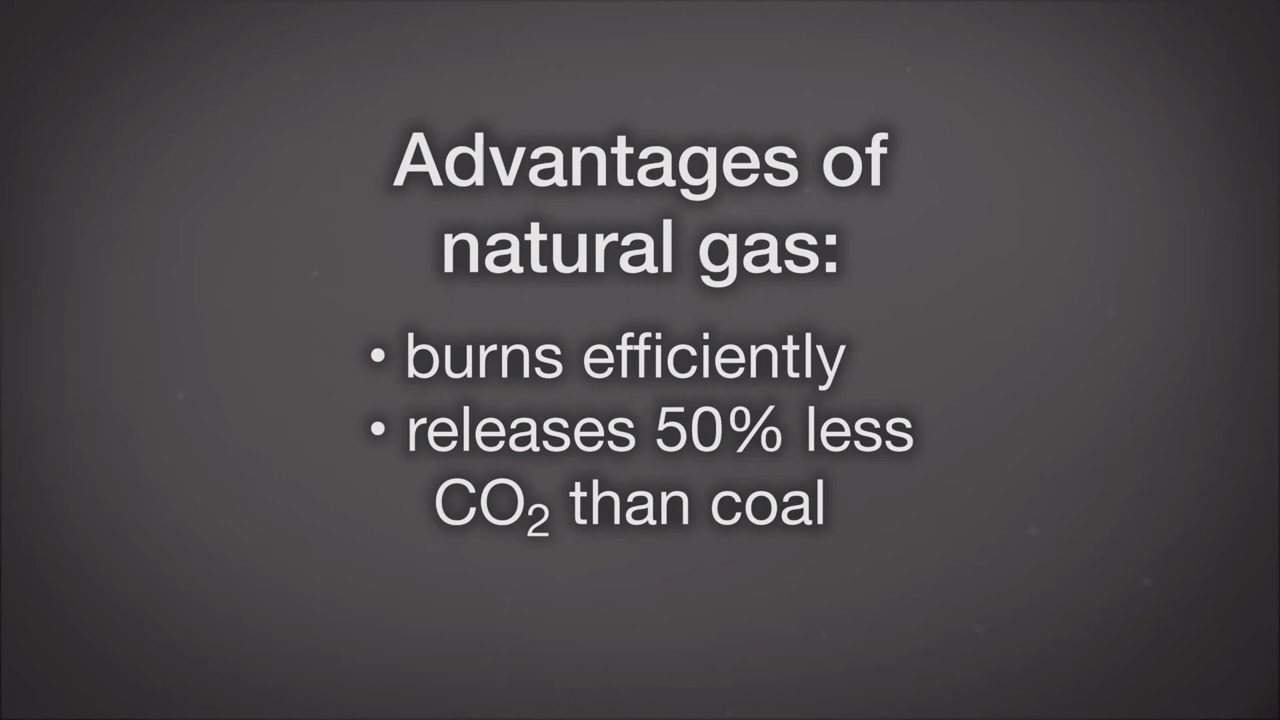 Advantages of
natural gas:
• burns efficiently
• releases 50% less
CO₂ than coal